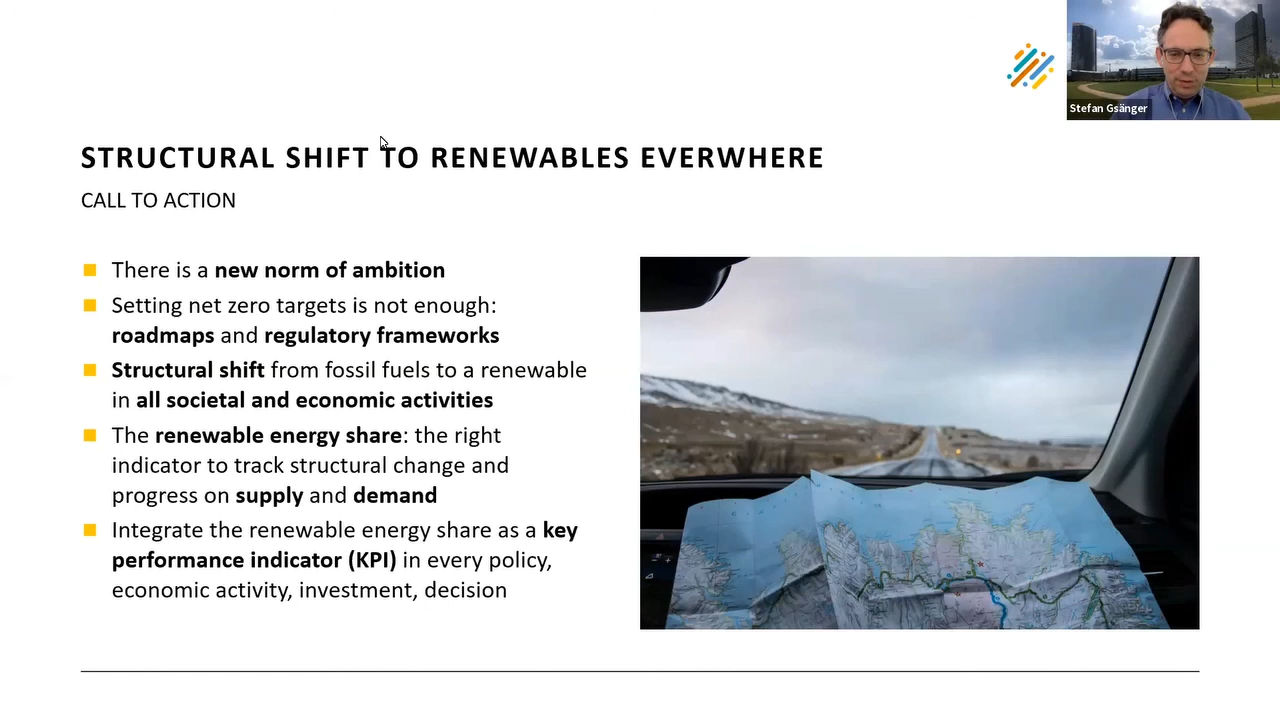 Stefan Gsänger
STRUCTURAL SHIFT TO RENEWABLES EVERWHERE
CALL TO ACTION
There is a new norm of ambition
Setting net zero targets is not enough:
roadmaps and regulatory frameworks
Structural shift from fossil fuels to a renewable
in all societal and economic activities
The renewable energy share: the right
indicator to track structural change and
progress on supply and demand
Integrate the renewable energy share as a key
performance indicator (KPI) in every policy,
economic activity, investment, decision